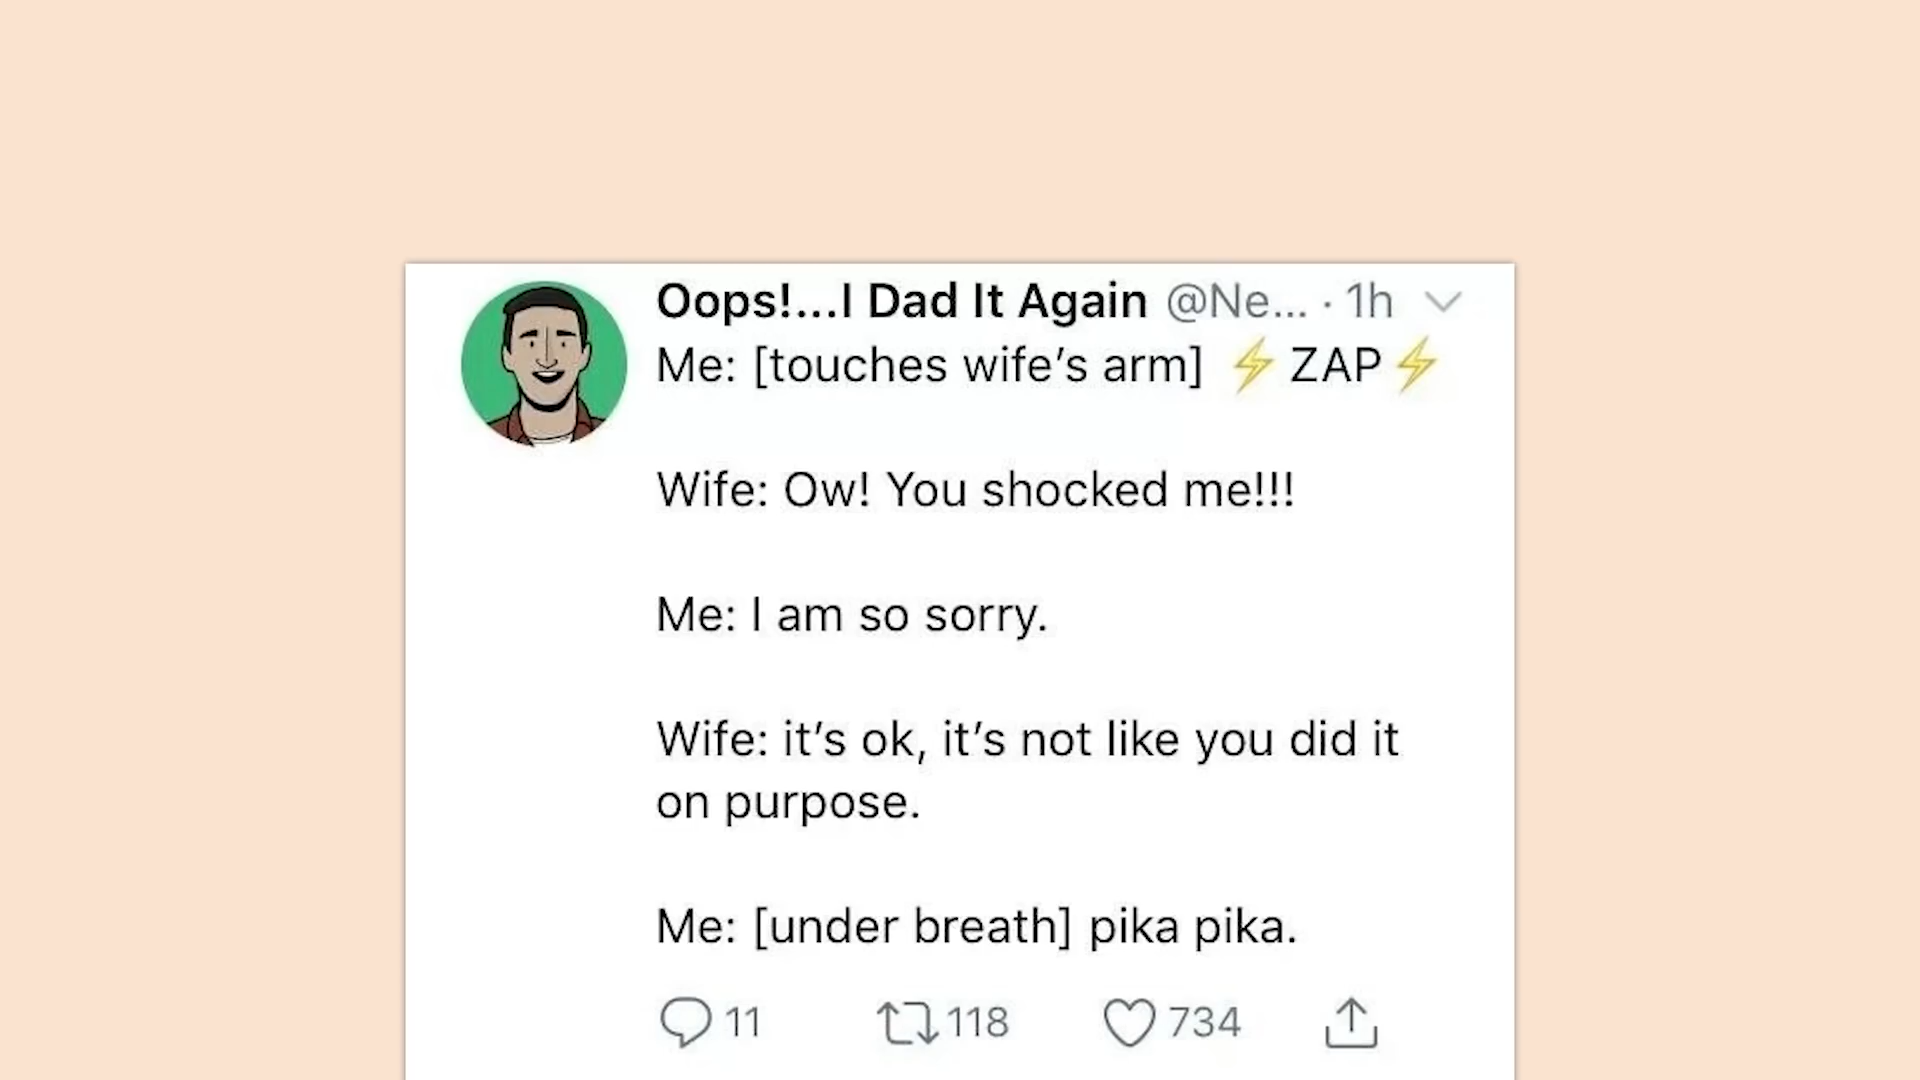 Oops!...I Dad It Again @Ne... · 1h
Me: [touches wife’s arm] ⚡ ZAP ⚡
Wife: Ow! You shocked me!!!
Me: I am so sorry.
Wife: it’s ok, it’s not like you did it
on purpose.
Me: [under breath] pika pika.
11 118 734